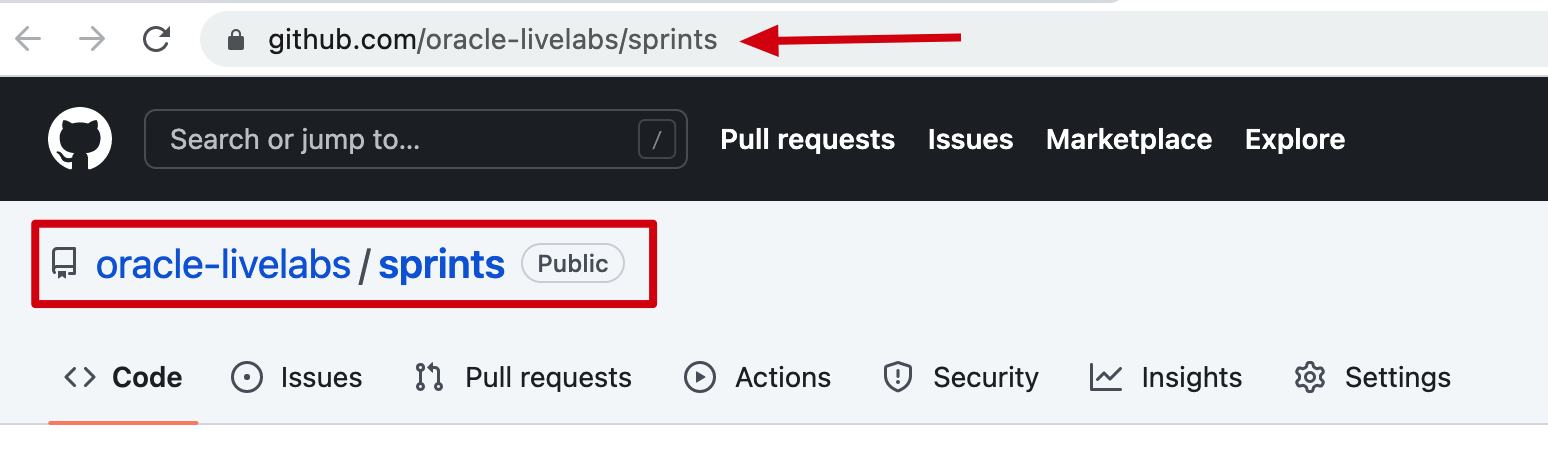 github.com/oracle-livelabs/sprints
Search or jump to... / Pull requests Issues Marketplace Explore
oracle-livelabs / sprints Public
Code Issues Pull requests Actions Security Insights Settings